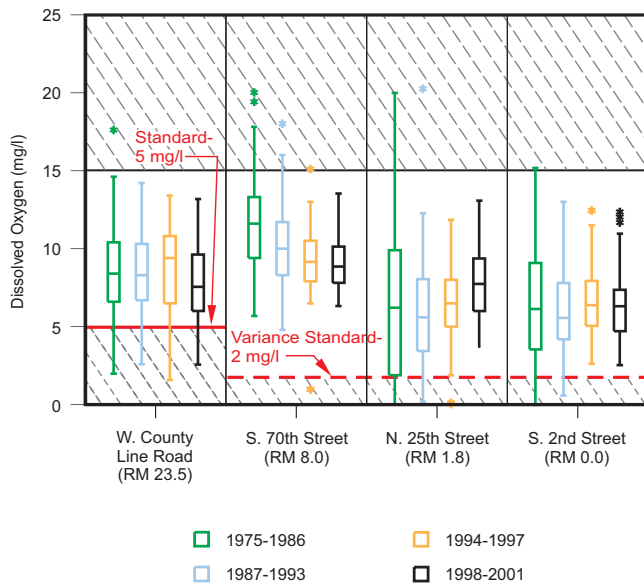 25
20
15
10
5
0
Dissolved Oxygen (mg/l)
Standard-
5 mg/l
Variance Standard-
2 mg/l
W. County
Line Road
(RM 23.5)
S. 70th Street
(RM 8.0)
N. 25th Street
(RM 1.8)
S. 2nd Street
(RM 0.0)
1975-1986
1994-1997
1987-1993
1998-2001